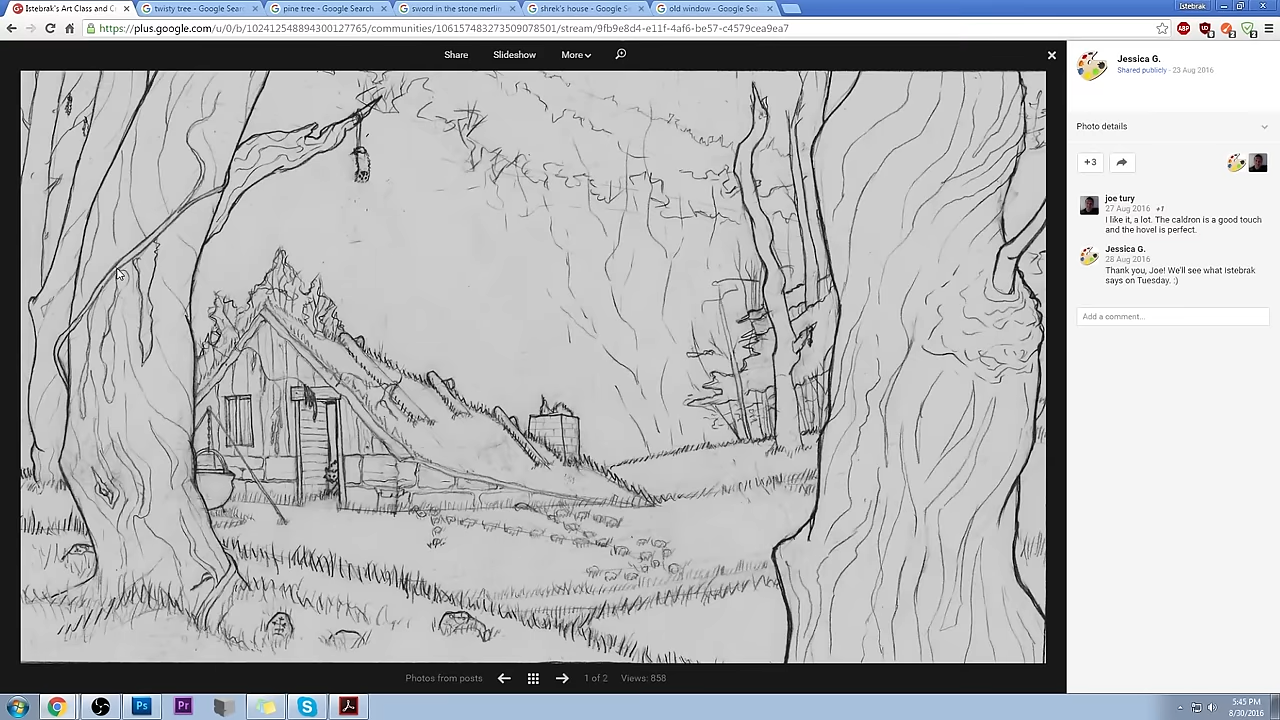 Istebrak's Art Class and C
twisty tree - Google Sear
pine tree - Google Search
sword in the stone merlin
shrek's house - Google Se
old window - Google Sea
Istebrak
https://plus.google.com/u/0/b/102412548894300127765/communities/106157483273509078501/stream/9fb9e8d4-e11f-4af6-be57-c4579cea9ea7
ABP
Share
Slideshow
More
Jessica G.
Shared publicly - 23 Aug 2016
Photo details
+3
joe tury
27 Aug 2016 +1
I like it, a lot. The caldron is a good touch
and the hovel is perfect.
Jessica G.
28 Aug 2016
Thank you, Joe! We'll see what Istebrak
says on Tuesday. :)
Add a comment...
Photos from posts
1 of 2
Views: 858
Ps
Pr
5:45 PM
8/30/2016